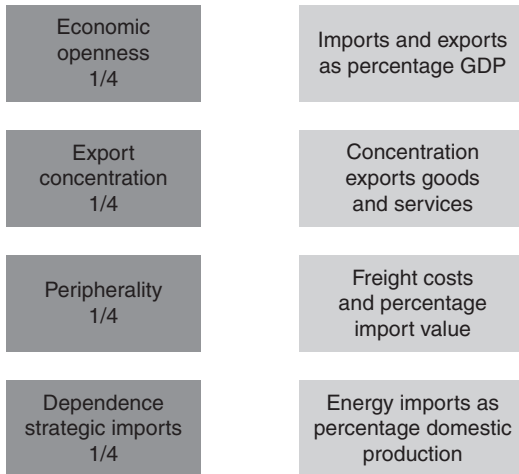 Economic
openness
1/4
Imports and exports
as percentage GDP
Export
concentration
1/4
Concentration
exports goods
and services
Peripherality
1/4
Freight costs
and percentage
import value
Dependence
strategic imports
1/4
Energy imports as
percentage domestic
production